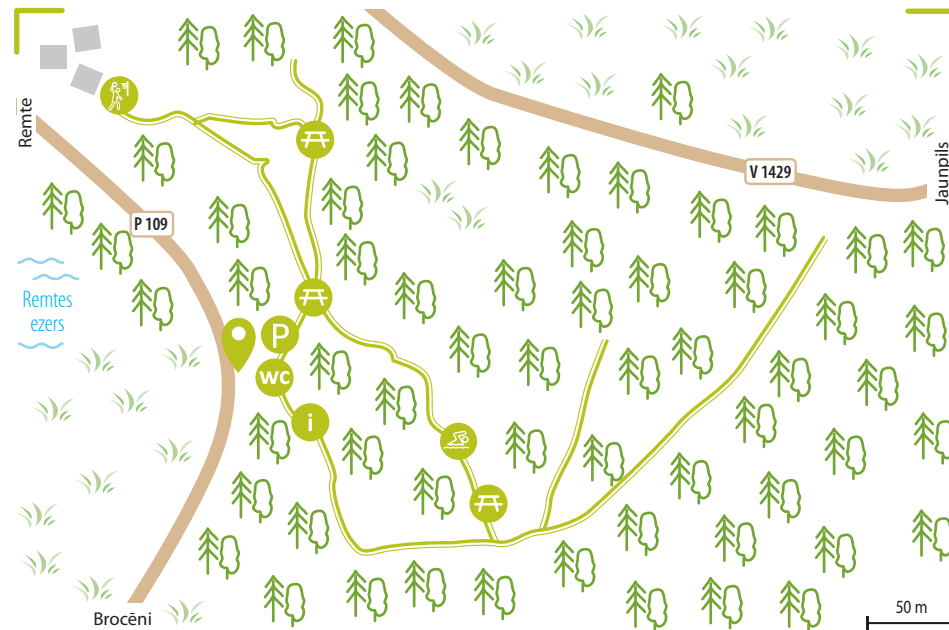 Remte
V 1429
Jaunpils
P 109
Remtes
ezers
P
WC
i
50 m
Brocēni